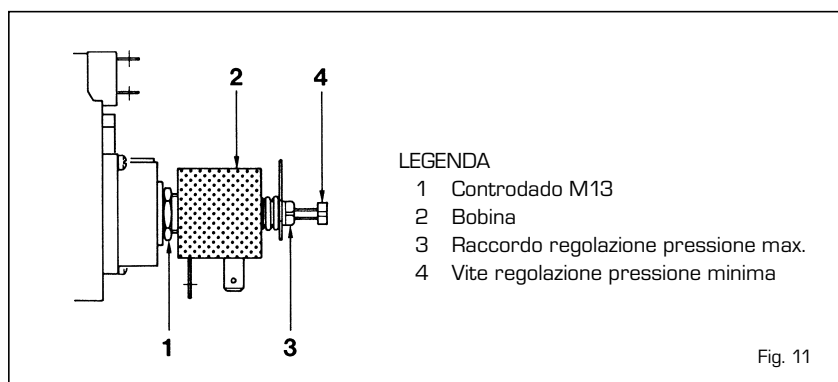 2
4
LEGENDA
1 Controdado M13
2 Bobina
3 Raccordo regolazione pressione max.
4 Vite regolazione pressione minima
1
3
Fig. 11